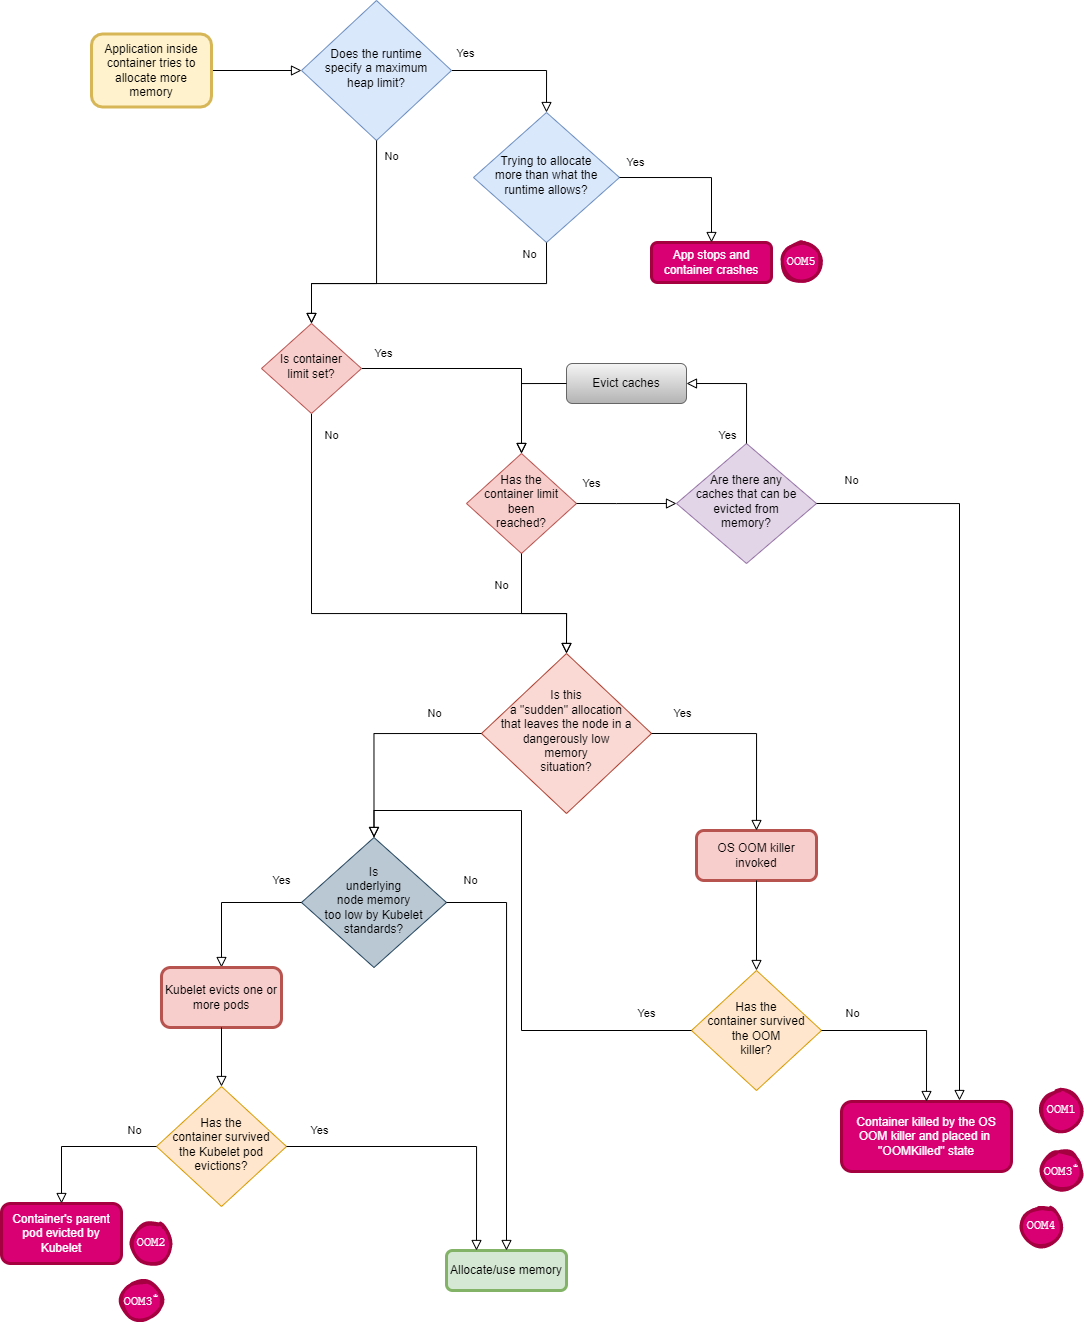 Application inside
container tries to
allocate more
memory
Does the runtime
specify a maximum
heap limit?
Yes
No
Trying to allocate
more than what the
runtime allows?
Yes
No
App stops and
container crashes
OOM5
Is container
limit set?
Yes
No
Evict caches
Has the
container limit
been
reached?
Yes
No
Are there any
caches that can be
evicted from
memory?
Yes
No
Is this
a "sudden" allocation
that leaves the node in a
dangerously low
memory
situation?
No
Yes
OS OOM killer
invoked
Is
underlying
node memory
too low by Kubelet
standards?
Yes
No
Kubelet evicts one or
more pods
Has the
container survived
the OOM
killer?
Yes
No
Has the
container survived
the Kubelet pod
evictions?
No
Yes
Container killed by the OS
OOM killer and placed in
"OOMKilled" state
OOM1
OOM3*
OOM4
Container's parent
pod evicted by
Kubelet
OOM2
OOM3*
Allocate/use memory